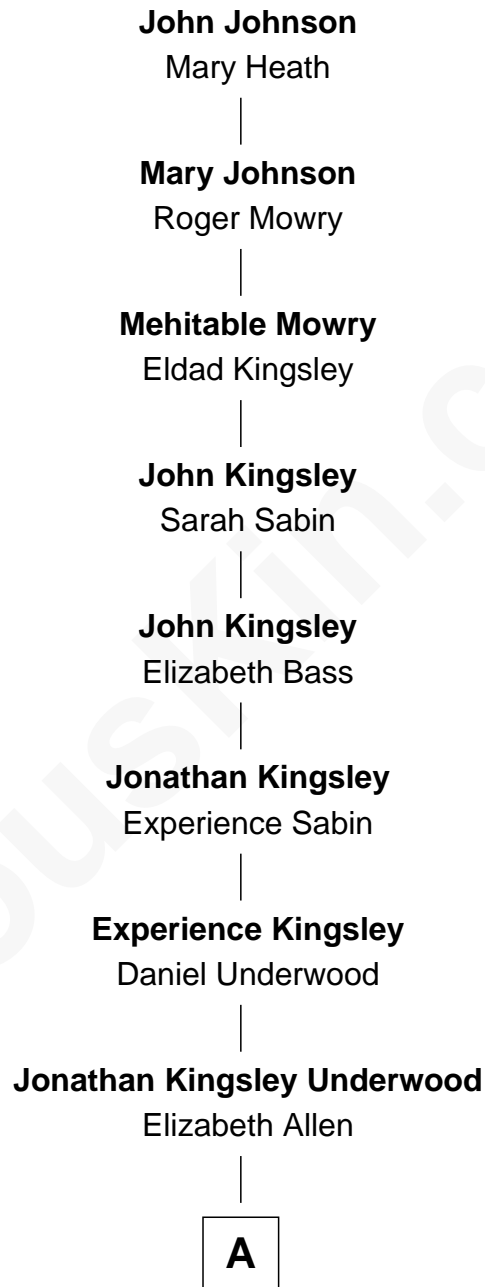 John Johnson
Mary Heath
Mary Johnson
Roger Mowry
Mehitable Mowry
Eldad Kingsley
John Kingsley
Sarah Sabin
John Kingsley
Elizabeth Bass
Jonathan Kingsley
Experience Sabin
Experience Kingsley
Daniel Underwood
Jonathan Kingsley Underwood
Elizabeth Allen
A